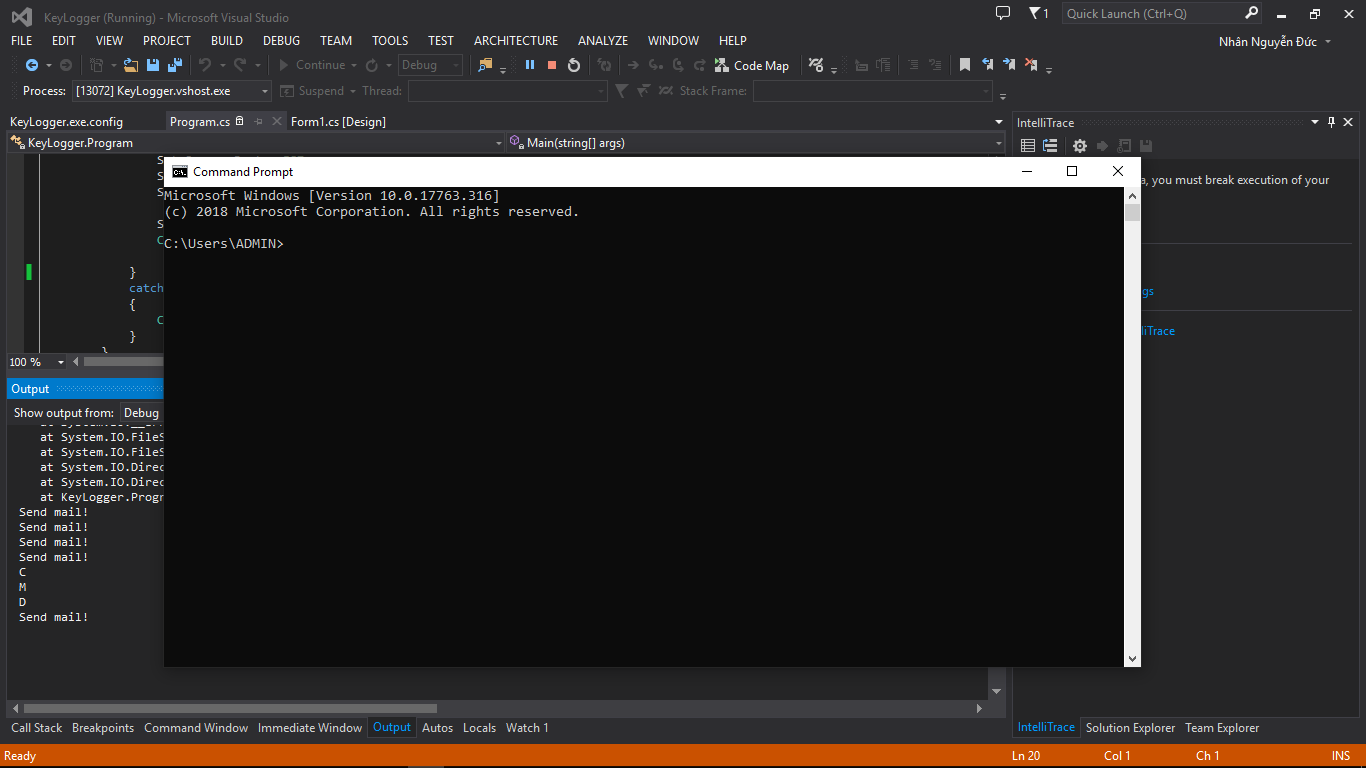 KeyLogger (Running) - Microsoft Visual Studio
1
Quick Launch (Ctrl+Q)
FILE EDIT VIEW PROJECT BUILD DEBUG TEAM TOOLS TEST ARCHITECTURE ANALYZE WINDOW HELP
Nhân Nguyễn Đức
Continue Debug Code Map
Process: [13072] KeyLogger.vshost.exe Suspend Thread: Stack Frame:
KeyLogger.exe.config Program.cs Form1.cs [Design]
IntelliTrace
KeyLogger.Program Main(string[] args)
Command Prompt
Microsoft Windows [Version 10.0.17763.316]
(c) 2018 Microsoft Corporation. All rights reserved.
C:\Users\ADMIN>
a, you must break execution of your
gs
liTrace
S
S
S
C
}
catch
{
C
}
}
100 %
Output
Show output from: Debug
at System.IO.FileS
at System.IO.FileS
at System.IO.Direc
at System.IO.Direc
at KeyLogger.Progr
Send mail!
Send mail!
Send mail!
Send mail!
C
M
D
Send mail!
Call Stack Breakpoints Command Window Immediate Window Output Autos Locals Watch 1
IntelliTrace Solution Explorer Team Explorer
Ready Ln 20 Col 1 Ch 1 INS